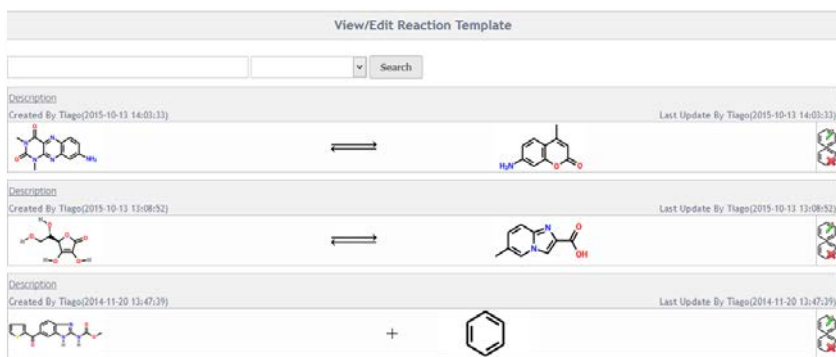 View/Edit Reaction Template
Search
Description
Created By Tiago(2015-10-13 14:03:33) Last Update By Tiago(2015-10-13 14:03:33)
NH₂
H₂N
Description
Created By Tiago(2015-10-13 13:08:52) Last Update By Tiago(2015-10-13 13:08:52)
OH
Description
Created By Tiago(2014-11-20 13:47:39) Last Update By Tiago(2014-11-20 13:47:39)
+